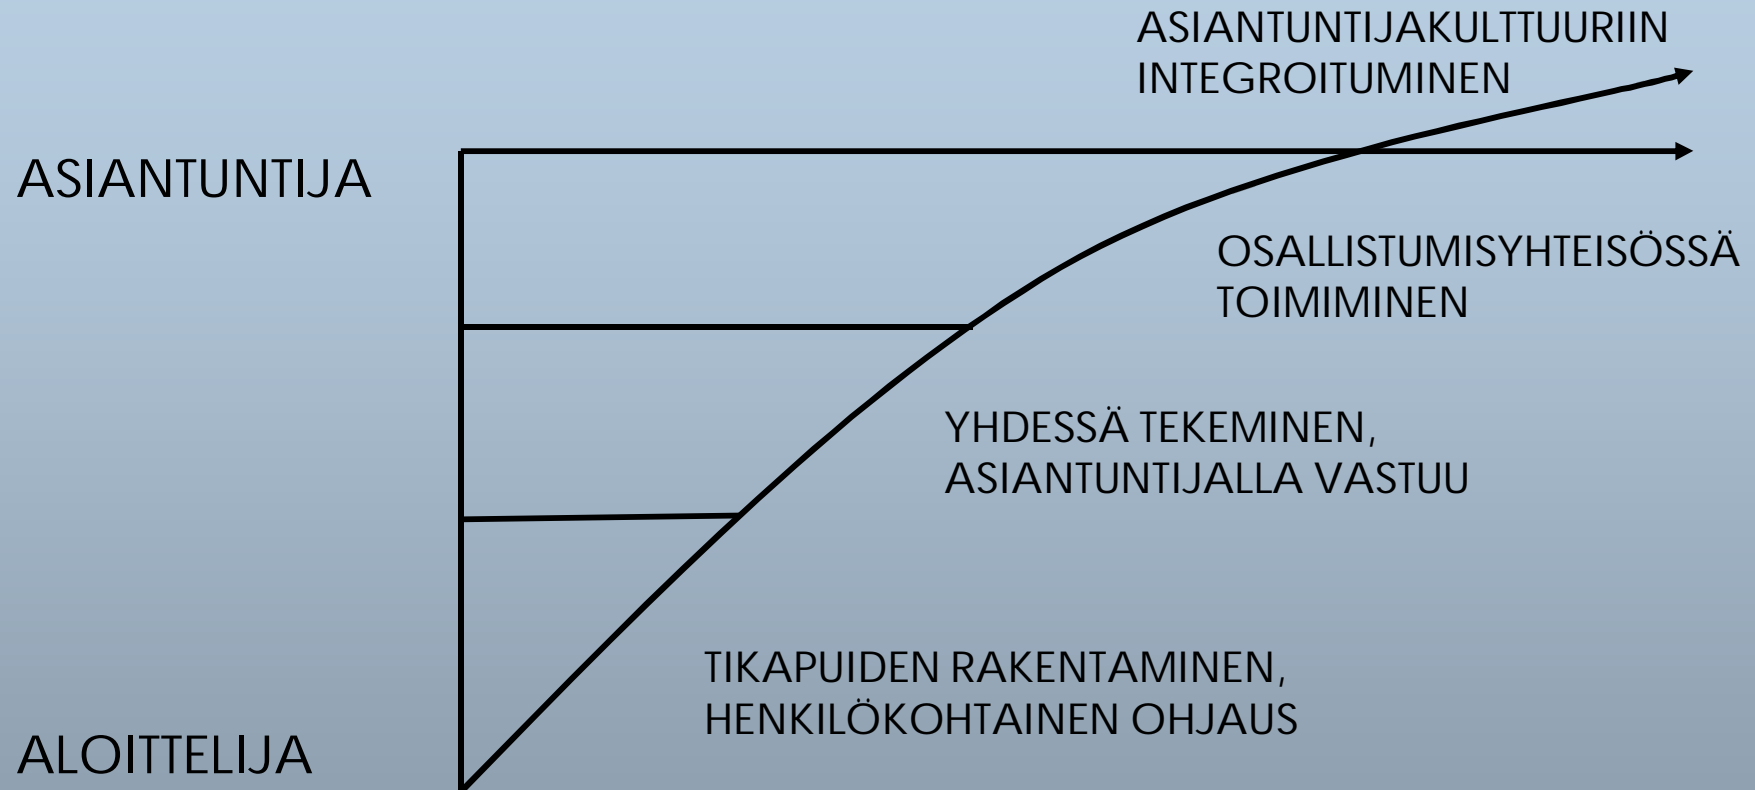 ASIANTUNTIJAKULTTUURIIN
INTEGROITUMINEN
ASIANTUNTIJA
OSALLISTUMISYHTEISÖSSÄ
TOIMIMINEN
YHDESSÄ TEKEMINEN,
ASIANTUNTIJALLA VASTUU
TIKAPUIDEN RAKENTAMINEN,
HENKILÖKOHTAINEN OHJAUS
ALOITTELIJA